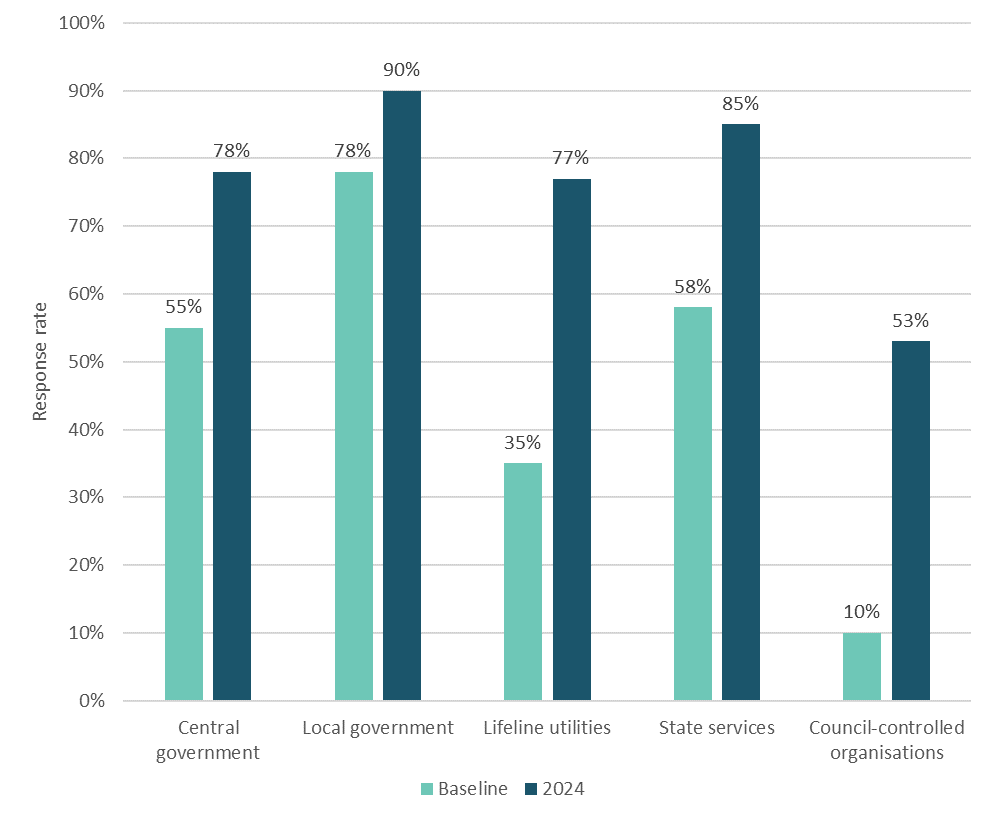 100%
90%
80%
70%
60%
50%
40%
30%
20%
10%
0%
Response rate
55%
78%
78%
90%
35%
77%
58%
85%
10%
53%
Central
government
Local government
Lifeline utilities
State services
Council-controlled
organisations
Baseline
2024